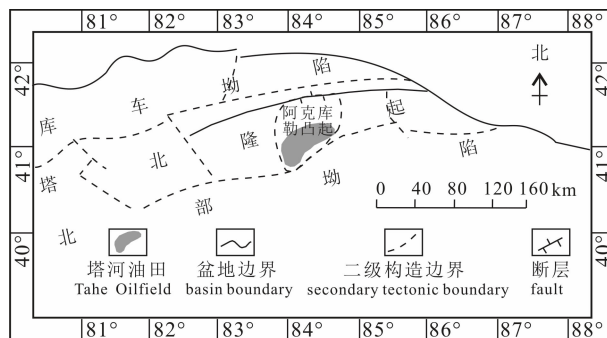 81° 82° 83° 84° 85° 86° 87° 88°
北
42° 42°
库车坳陷
阿克库
勒凸起
塔北隆起
41° 41°
北部坳陷
0 40 80 120 160 km
40° 40°
塔河油田 盆地边界 二级构造边界 断层
Tahe Oilfield basin boundary secondary tectonic boundary fault
81° 82° 83° 84° 85° 86° 87° 88°